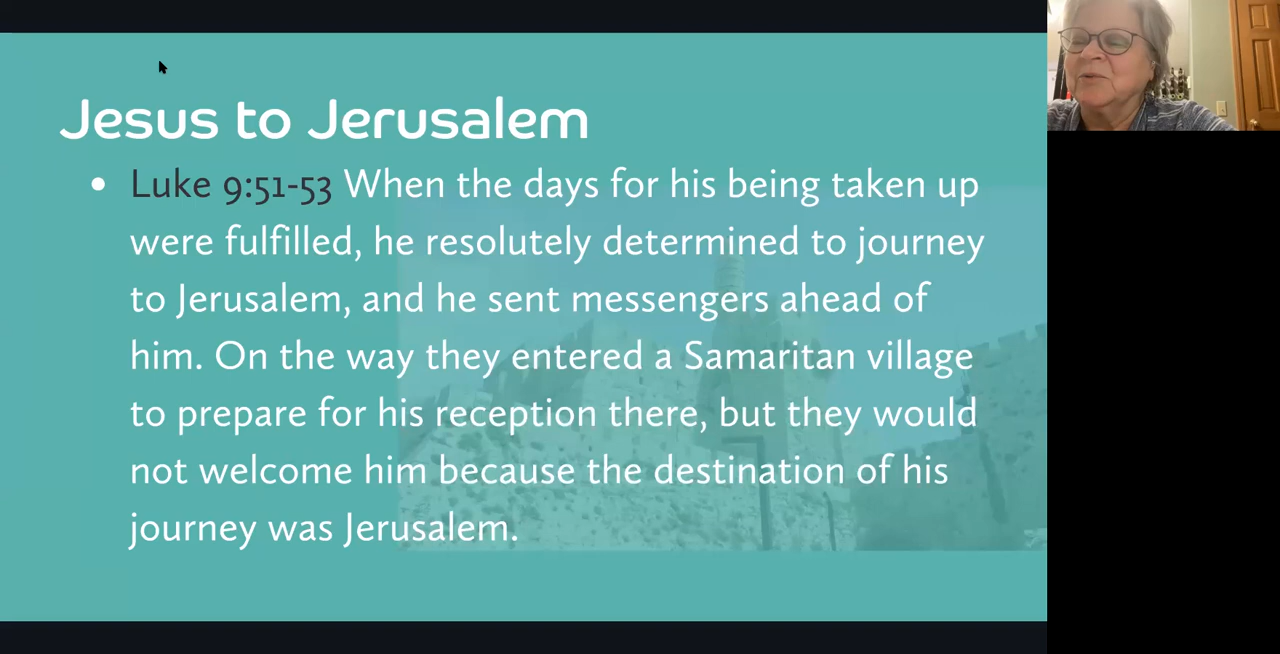 Jesus to Jerusalem
• Luke 9:51-53 When the days for his being taken up
were fulfilled, he resolutely determined to journey
to Jerusalem, and he sent messengers ahead of
him. On the way they entered a Samaritan village
to prepare for his reception there, but they would
not welcome him because the destination of his
journey was Jerusalem.